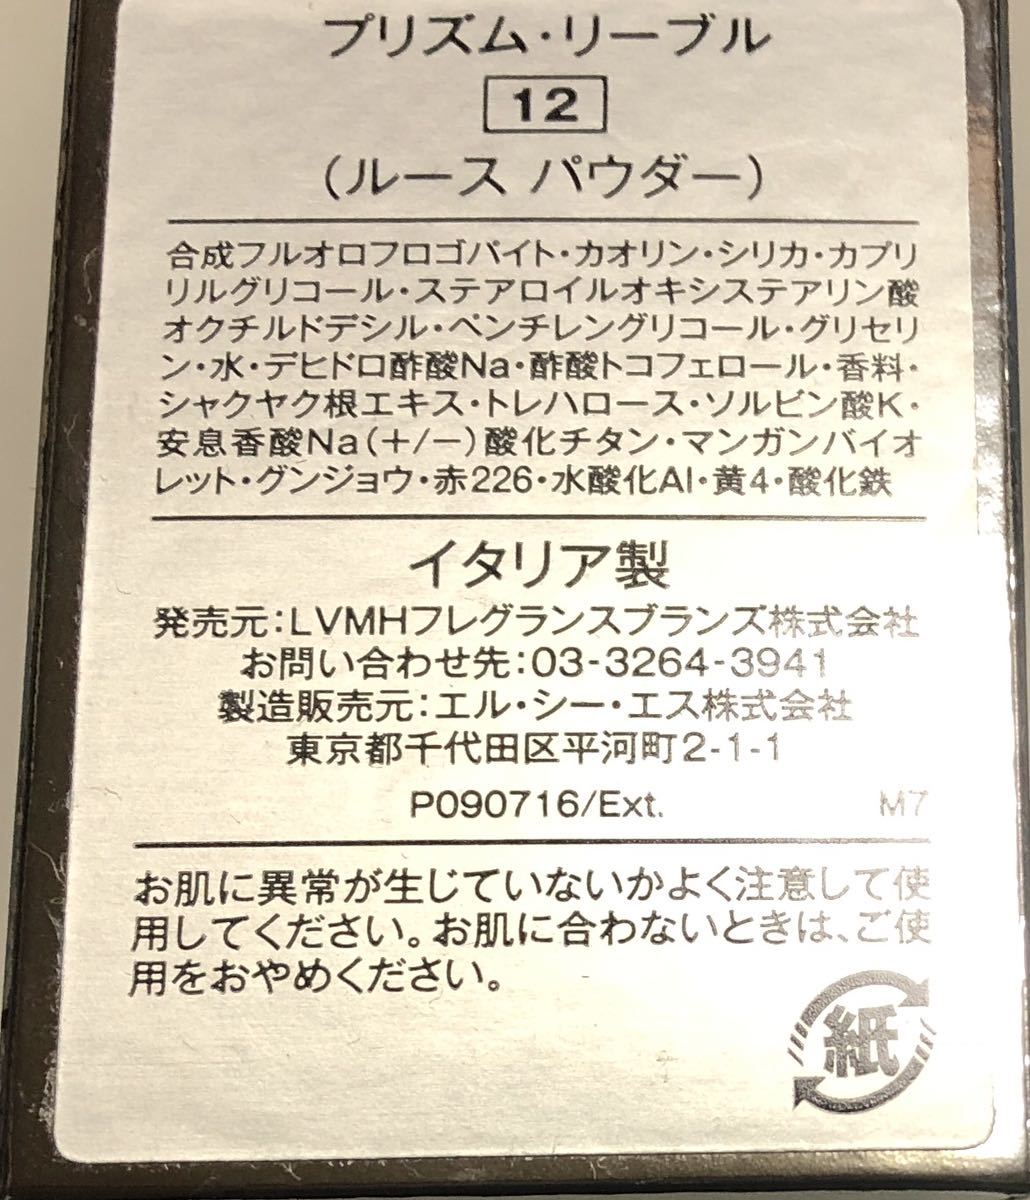 プリズム・リーブル
12
(ルース パウダー)
合成フルオロフロゴパイト・カオリン・シリカ・カプリ
リルグリコール・ステアロイルオキシステアリン酸
オクチルドデシル・ペンチレングリコール・グリセリ
ン・水・デヒドロ酢酸Na・酢酸トコフェロール・香料・
シャクヤク根エキス・トレハロース・ソルビン酸K・
安息香酸Na(+/−)酸化チタン・マンガンバイオ
レット・グンジョウ・赤226・水酸化Al・黄4・酸化鉄
イタリア製
発売元:LVMHフレグランスブランズ株式会社
お問い合わせ先:03-3264-3941
製造販売元:エル・シー・エス株式会社
東京都千代田区平河町2-1-1
P090716/Ext. M7
お肌に異常が生じていないかよく注意して使
用してください。お肌に合わないときは、ご使
用をおやめください。
紙